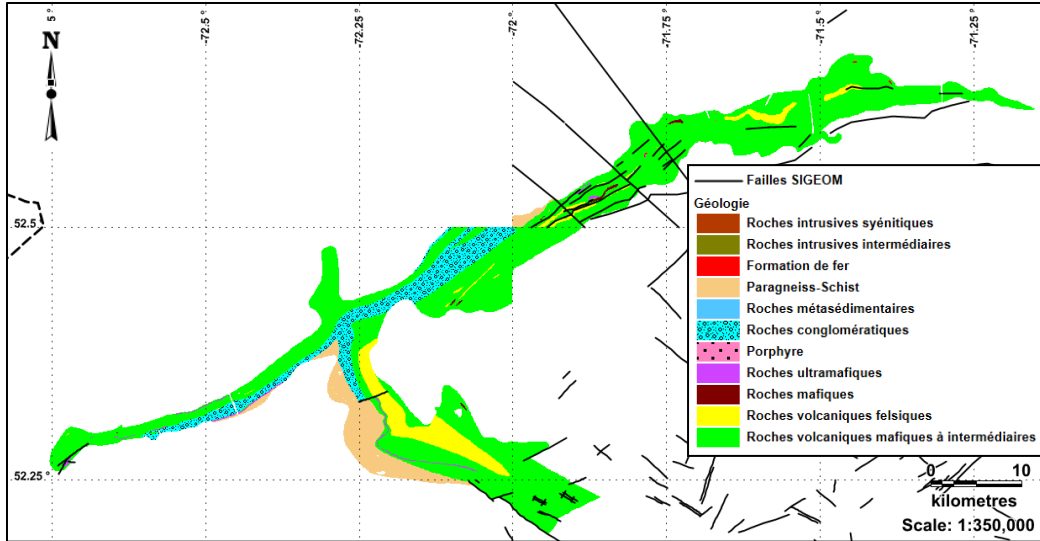 5 °
-72.5 °
-72.25 °
-72 °
-71.75 °
-71.5 °
-71.25 °
N
52.5 °
52.25 °
Failles SIGEOM
Géologie
Roches intrusives syénitiques
Roches intrusives intermédiaires
Formation de fer
Paragneiss-Schist
Roches métasédimentaires
Roches conglomératiques
Porphyre
Roches ultramafiques
Roches mafiques
Roches volcaniques felsiques
Roches volcaniques mafiques à intermédiaires
0 10
kilometres
Scale: 1:350,000